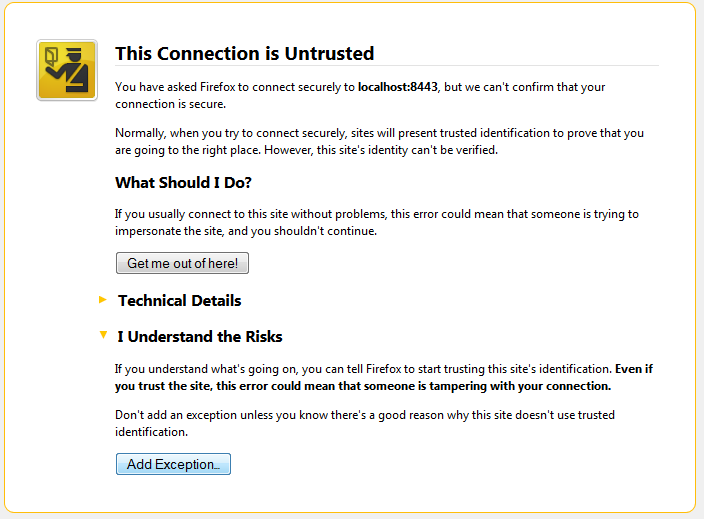 This Connection is Untrusted
You have asked Firefox to connect securely to localhost:8443, but we can't confirm that your
connection is secure.
Normally, when you try to connect securely, sites will present trusted identification to prove that you
are going to the right place. However, this site's identity can't be verified.
What Should I Do?
If you usually connect to this site without problems, this error could mean that someone is trying to
impersonate the site, and you shouldn't continue.
Get me out of here!
Technical Details
I Understand the Risks
If you understand what's going on, you can tell Firefox to start trusting this site's identification. Even if
you trust the site, this error could mean that someone is tampering with your connection.
Don't add an exception unless you know there's a good reason why this site doesn't use trusted
identification.
Add Exception...